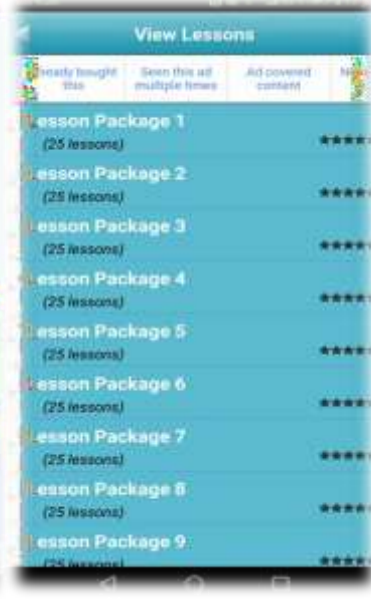 View Lessons
bought
this
Seen this ad
multiple times
Ad covered
content
esson Package 1
(25 lessons)
esson Package 2
(25 lessons)
esson Package 3
(25 lessons)
esson Package 4
(25 lessons)
esson Package 5
(25 lessons)
esson Package 6
(25 lessons)
esson Package 7
(25 lessons)
esson Package 8
(25 lessons)
esson Package 9
(25 lessons)